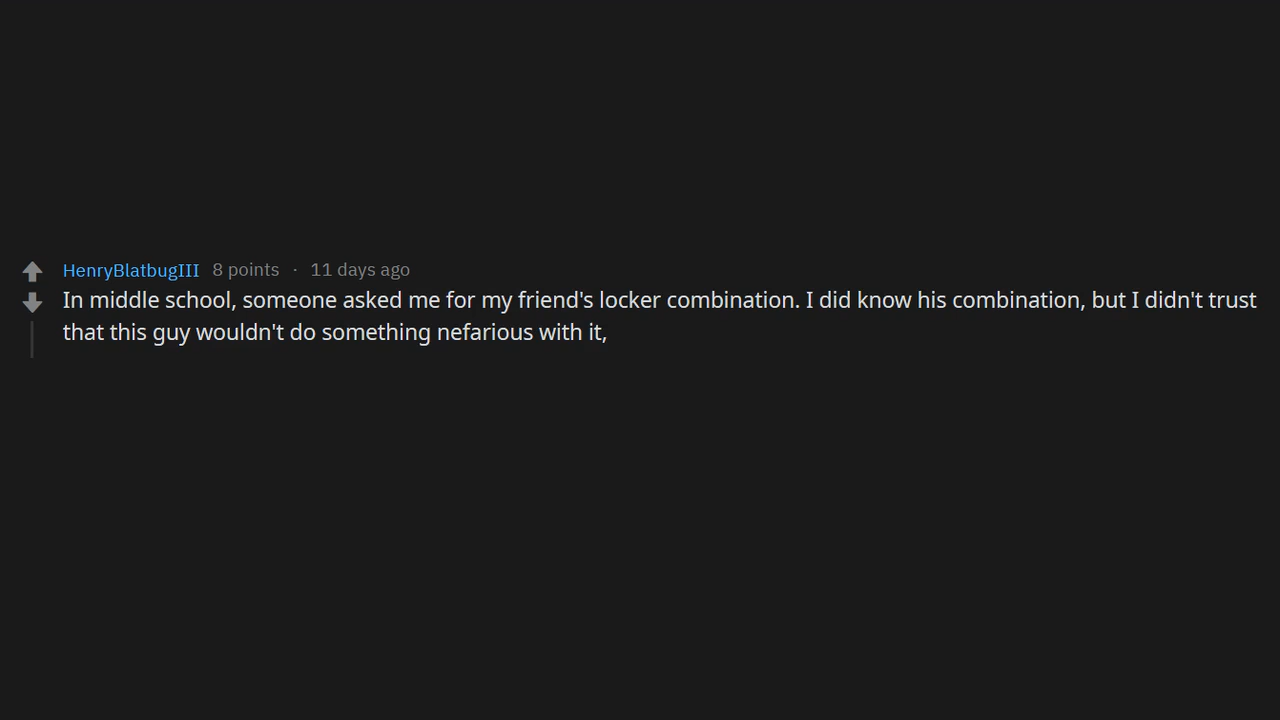 HenryBlatbugIII 8 points · 11 days ago
In middle school, someone asked me for my friend's locker combination. I did know his combination, but I didn't trust
that this guy wouldn't do something nefarious with it,